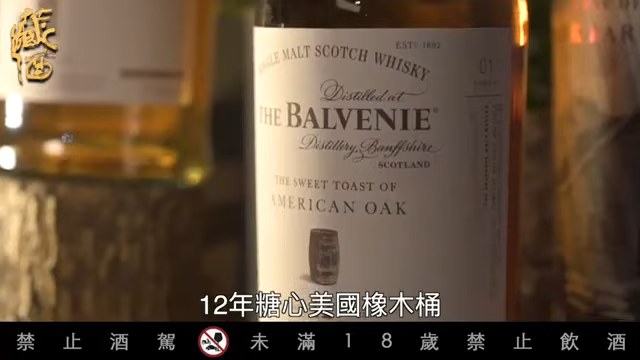 藏酒
SINGLE MALT SCOTCH WHISKY
ESTD 1892
01
Distilled at
THE BALVENIE®
Distillery, Banffshire
SCOTLAND
THE SWEET TOAST OF
AMERICAN OAK
12年糖心美國橡木桶
禁止酒駕 未滿18歲禁止飲酒